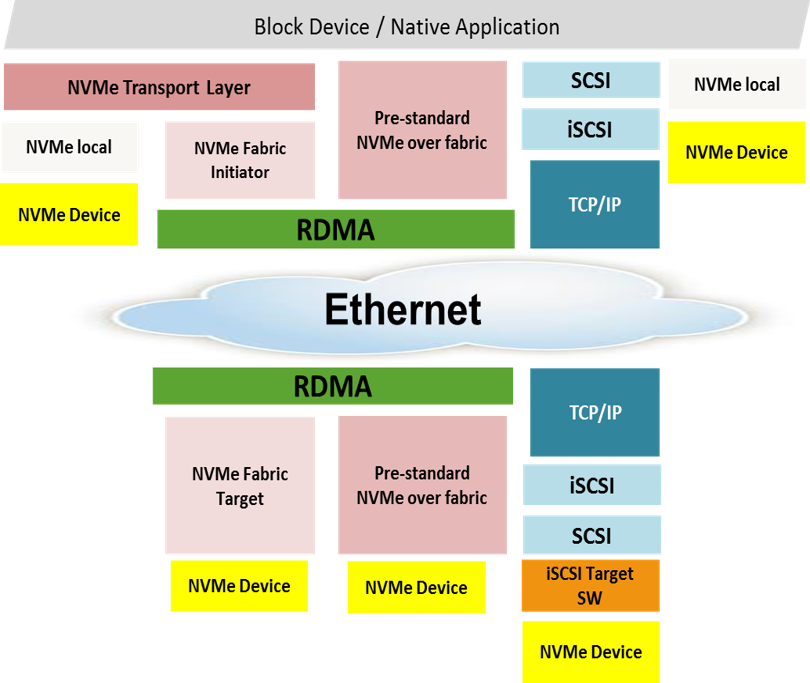 Block Device / Native Application
NVMe Transport Layer
NVMe local
NVMe Device
NVMe Fabric
Initiator
Pre-standard
NVMe over fabric
RDMA
SCSI
iSCSI
TCP/IP
NVMe local
NVMe Device
Ethernet
RDMA
NVMe Fabric
Target
NVMe Device
Pre-standard
NVMe over fabric
NVMe Device
TCP/IP
iSCSI
SCSI
iSCSI Target
SW
NVMe Device